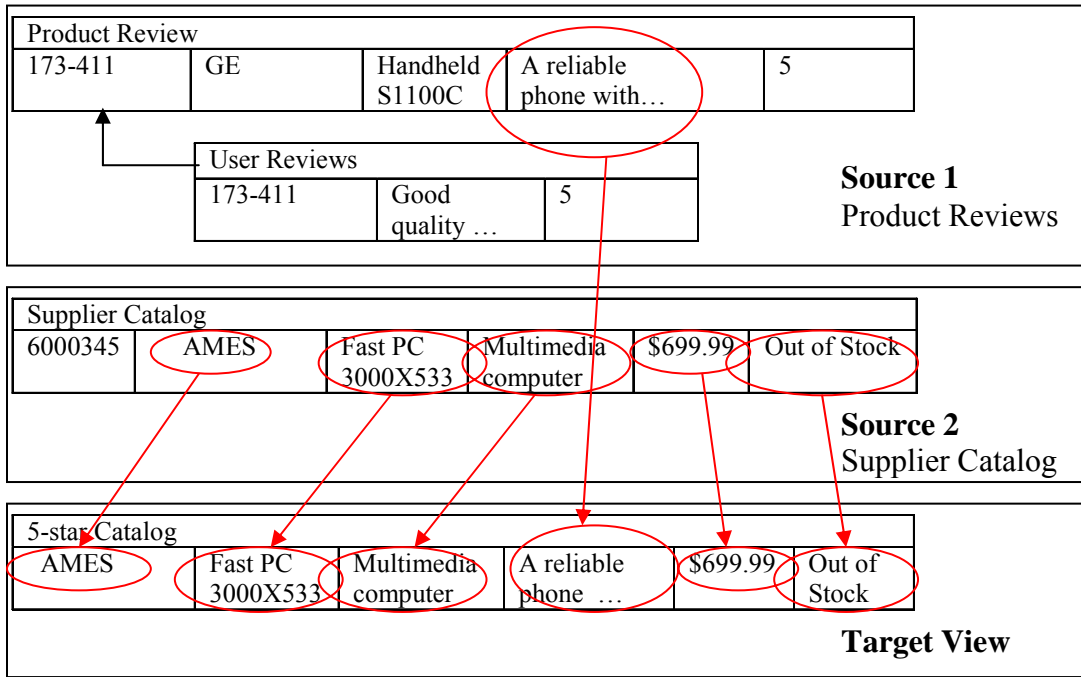 Product Review
173-411 GE Handheld A reliable 5
S1100C phone with…
User Reviews
173-411 Good 5
quality …
Source 1
Product Reviews
Supplier Catalog
6000345 AMES Fast PC Multimedia $699.99 Out of Stock
3000X533 computer
Source 2
Supplier Catalog
5-star Catalog
AMES Fast PC Multimedia A reliable $699.99 Out of
3000X533 computer phone … Stock
Target View